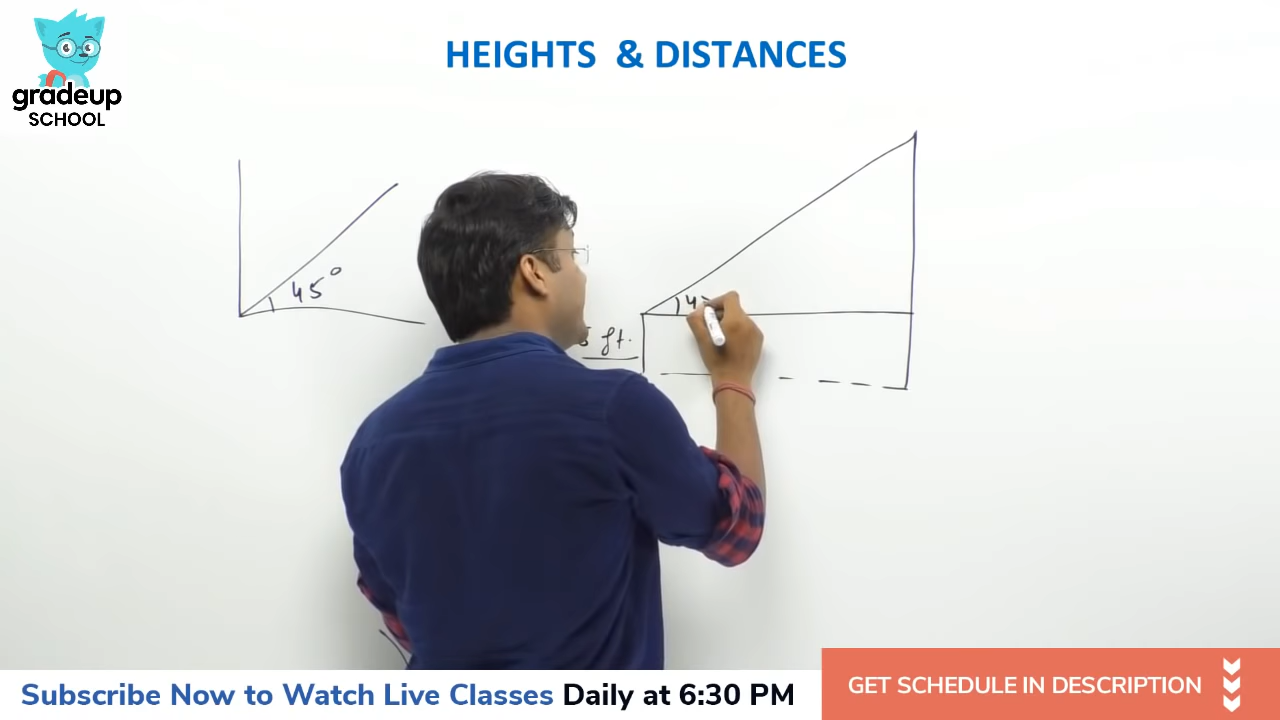 HEIGHTS & DISTANCES
gradeup
SCHOOL
45°
ft.
Subscribe Now to Watch Live Classes Daily at 6:30 PM
GET SCHEDULE IN DESCRIPTION